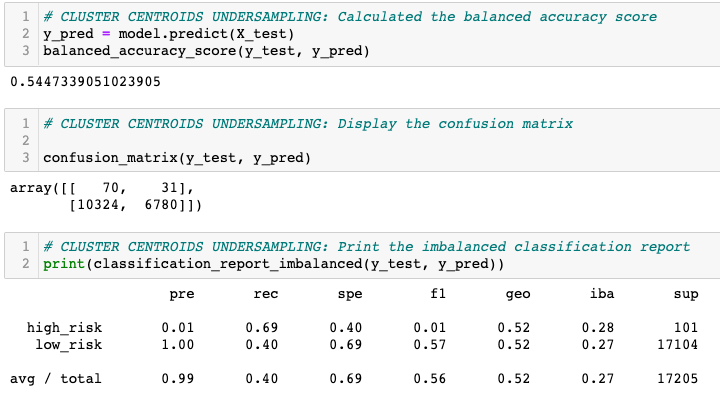 1 # CLUSTER CENTROIDS UNDERSAMPLING: Calculated the balanced accuracy score
2 y_pred = model.predict(X_test)
3 balanced_accuracy_score(y_test, y_pred)
0.5447339051023905
1 # CLUSTER CENTROIDS UNDERSAMPLING: Display the confusion matrix
2
3 confusion_matrix(y_test, y_pred)
array([[   70,    31],
       [10324,  6780]])
1 # CLUSTER CENTROIDS UNDERSAMPLING: Print the imbalanced classification report
2 print(classification_report_imbalanced(y_test, y_pred))
pre rec spe f1 geo iba sup
high_risk 0.01 0.69 0.40 0.01 0.52 0.28 101
low_risk 1.00 0.40 0.69 0.57 0.52 0.27 17104
avg / total 0.99 0.40 0.69 0.56 0.52 0.27 17205